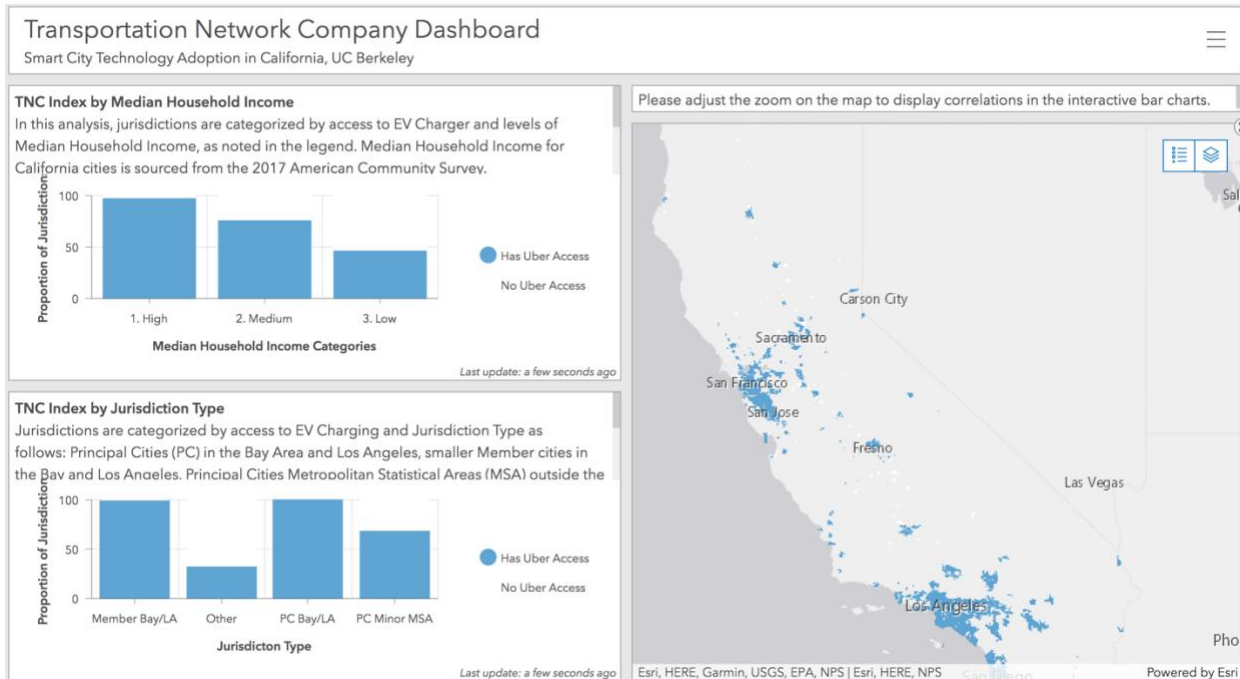 Transportation Network Company Dashboard
Smart City Technology Adoption in California, UC Berkeley
TNC Index by Median Household Income
In this analysis, jurisdictions are categorized by access to EV Charger and levels of
Median Household Income, as noted in the legend. Median Household Income for
California cities is sourced from the 2017 American Community Survey.
Proportion of Jurisdiction
100
50
0
1. High
2. Medium
3. Low
Median Household Income Categories
Has Uber Access
No Uber Access
Last update: a few seconds ago
TNC Index by Jurisdiction Type
Jurisdictions are categorized by access to EV Charging and Jurisdiction Type as
follows: Principal Cities (PC) in the Bay Area and Los Angeles, smaller Member cities in
the Bay and Los Angeles, Principal Cities Metropolitan Statistical Areas (MSA) outside the
Proportion of Jurisdiction
100
50
0
Member Bay/LA
Other
PC Bay/LA
PC Minor MSA
Jurisdicton Type
Has Uber Access
No Uber Access
Last update: a few seconds ago
Please adjust the zoom on the map to display correlations in the interactive bar charts.
Sal
Carson City
Sacramento
San Francisco
San Jose
Fresno
Las Vegas
Los Angeles
Pho
San Diego
Esri, HERE, Garmin, USGS, EPA, NPS | Esri, HERE, NPS
Powered by Esri